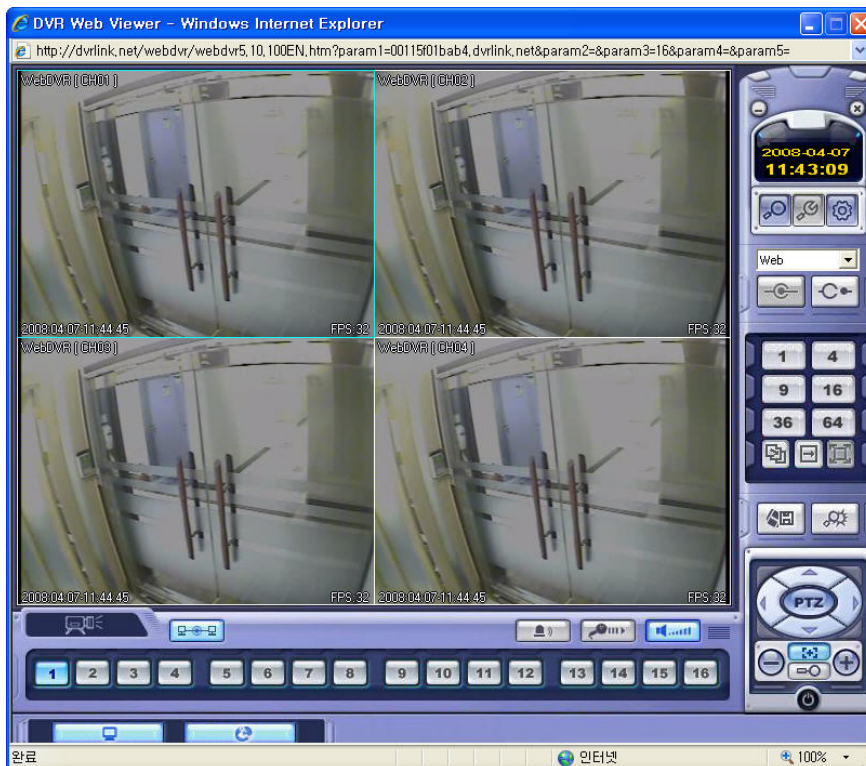 DVR Web Viewer - Windows Internet Explorer
http://dvrlink.net/webdvr/webdvr5,10,100EN,htm?param1=00115f01bab4,dvrlink,net&param2=&param3=16&param4=&param5=
WebDVR [ CH01 ]
WebDVR [ CH02 ]
2008-04-07
11:43:09
Web
2008:04:07-11:44:45
FPS:32
2008:04:07-11:44:45
FPS:32
WebDVR [ CH03 ]
WebDVR [ CH04 ]
1 4
9 16
36 64
2008:04:07-11:44:45
FPS:32
2008:04:07-11:44:45
FPS:32
PTZ
1 2 3 4 5 6 7 8 9 10 11 12 13 14 15 16
완료
인터넷
100%